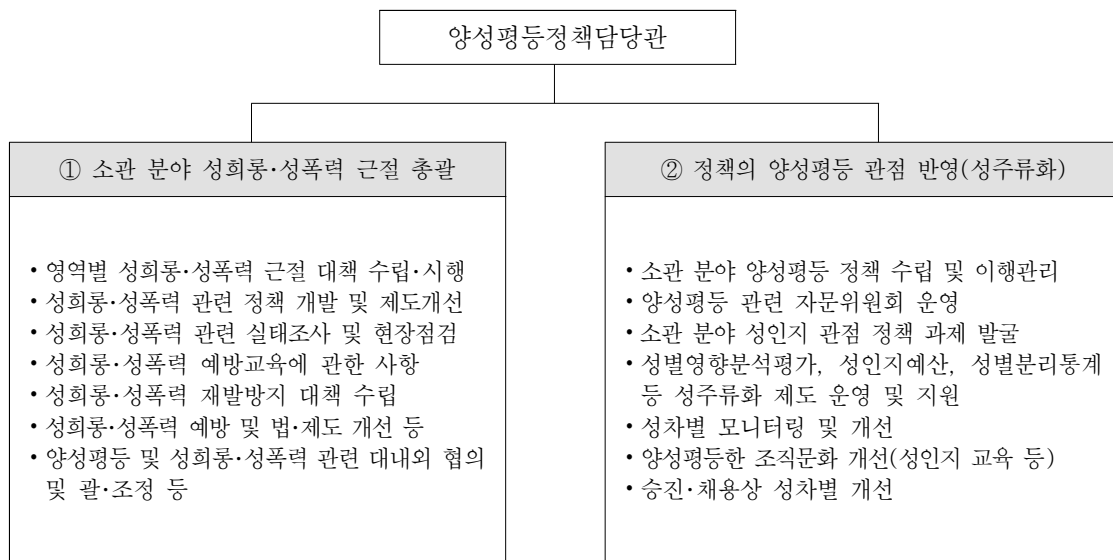 양성평등정책담당관
① 소관 분야 성희롱·성폭력 근절 총괄
• 영역별 성희롱·성폭력 근절 대책 수립·시행
• 성희롱·성폭력 관련 정책 개발 및 제도개선
• 성희롱·성폭력 관련 실태조사 및 현장점검
• 성희롱·성폭력 예방교육에 관한 사항
• 성희롱·성폭력 재발방지 대책 수립
• 성희롱·성폭력 예방 및 법·제도 개선 등
• 양성평등 및 성희롱·성폭력 관련 대내외 협의
및 괄·조정 등
② 정책의 양성평등 관점 반영(성주류화)
• 소관 분야 양성평등 정책 수립 및 이행관리
• 양성평등 관련 자문위원회 운영
• 소관 분야 성인지 관점 정책 과제 발굴
• 성별영향분석평가, 성인지예산, 성별분리통계
등 성주류화 제도 운영 및 지원
• 성차별 모니터링 및 개선
• 양성평등한 조직문화 개선(성인지 교육 등)
• 승진·채용상 성차별 개선